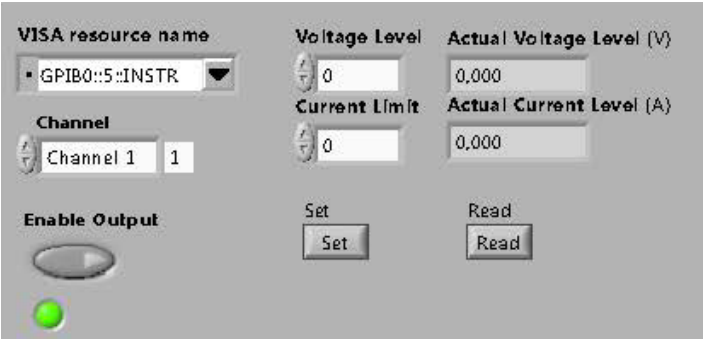 VISA resource name
GPIB0::5::INSTR
Channel
Channel 1 1
Enable Output
Voltage Level
0
Current Limit
0
Actual Voltage Level (V)
0,000
Actual Current Level (A)
0,000
Set
Set
Read
Read